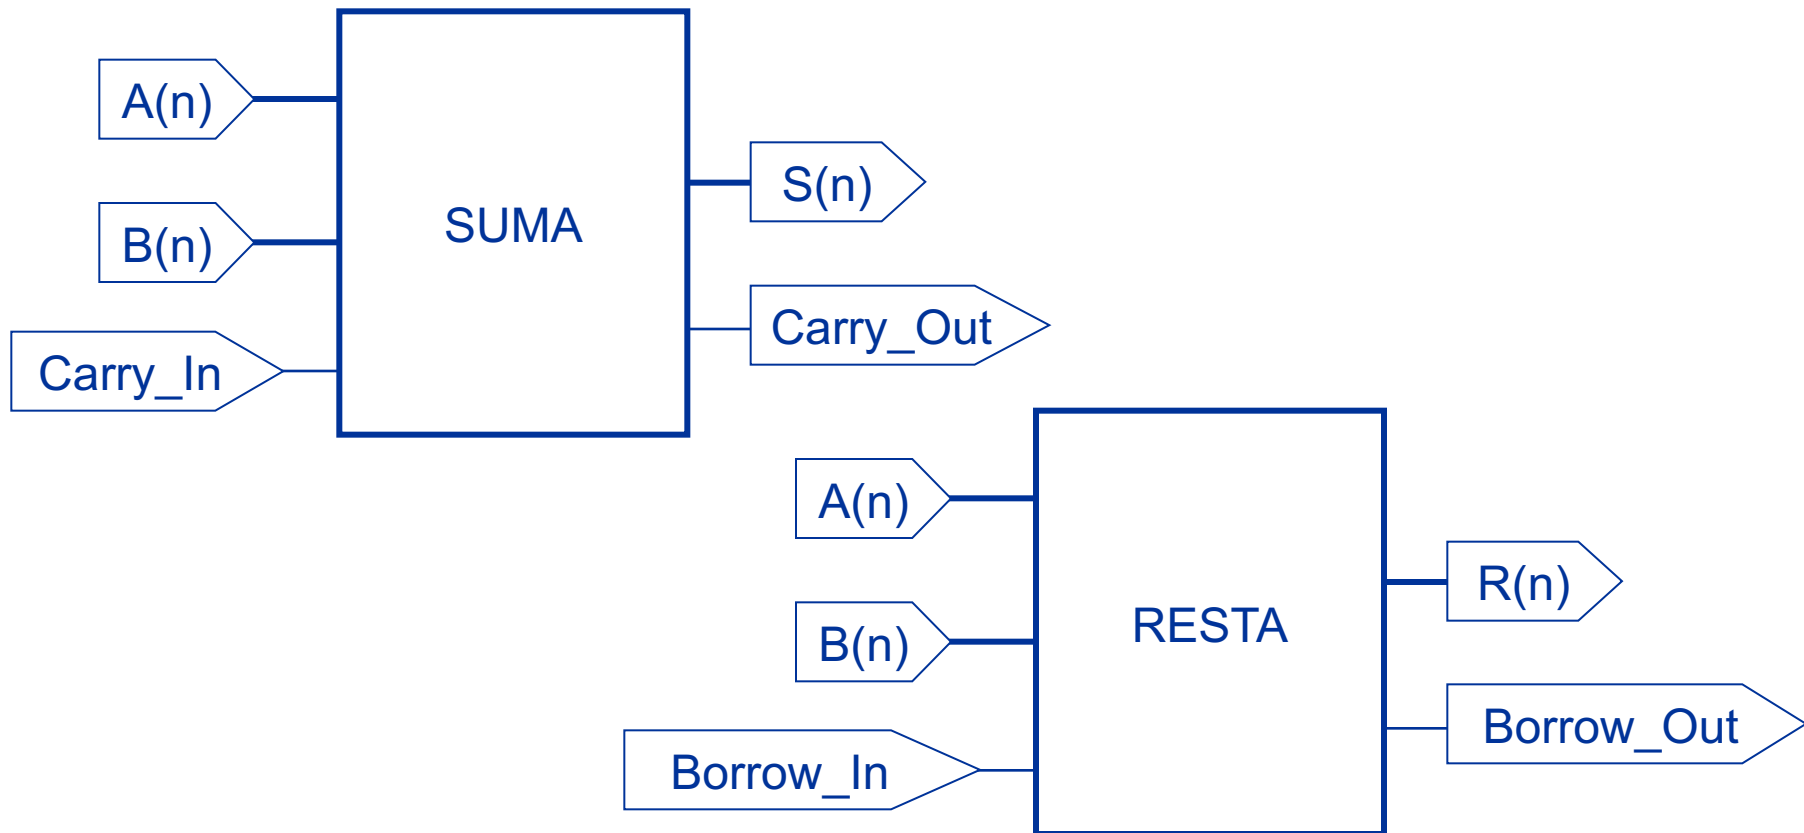 A(n)
B(n)
Carry_In
SUMA
S(n)
Carry_Out
A(n)
B(n)
Borrow_In
RESTA
R(n)
Borrow_Out